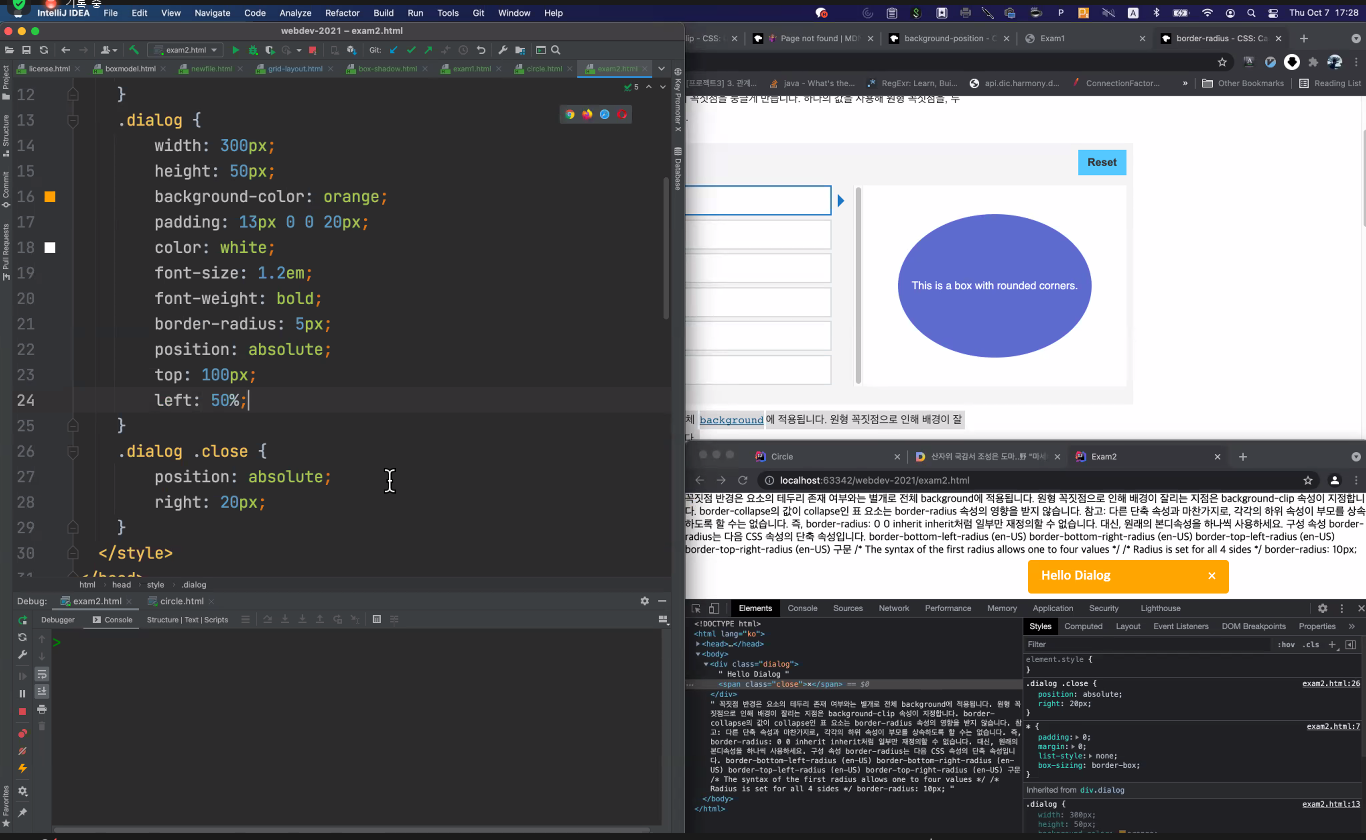 기록 중
IntelliJ IDEA File Edit View Navigate Code Analyze Refactor Build Run Tools Git Window Help
Thu Oct 7 17:28
webdev-2021 – exam2.html
exam2.html
Git:
license.html boxmodel.html newfile.html grid-layout.html box-shadow.html exam1.html circle.html exam2.html
5
Project
Structure
Commit
Pull Requests
Favorites
Key Promoter X
Database
12 }
13 .dialog {
14 width: 300px;
15 height: 50px;
16 background-color: orange;
17 padding: 13px 0 0 20px;
18 color: white;
19 font-size: 1.2em;
20 font-weight: bold;
21 border-radius: 5px;
22 position: absolute;
23 top: 100px;
24 left: 50%;
25 }
26 .dialog .close {
27 position: absolute;
28 right: 20px;
29 }
30 </style>
31 </head>
html › head › style › .dialog
Debug: exam2.html circle.html
Debugger Console Structure | Text | Scripts
>
Page not found | MD background-position - C Exam1 border-radius - CSS: Ca
[프로젝트3] 3. 관계... java - What's the... RegExr: Learn, Bui... api.dic.harmony.d... ConnectionFactor... » Other Bookmarks Reading List
꼭짓점을 둥글게 만듭니다. 하나의 값을 사용해 원형 꼭짓점을, 두
Reset
This is a box with rounded corners.
체 background에 적용됩니다. 원형 꼭짓점으로 인해 배경이 잘
다.
Circle 산자위 국감서 조성은 도마..野 "미세 Exam2
localhost:63342/webdev-2021/exam2.html
꼭짓점 반경은 요소의 테두리 존재 여부와는 별개로 전체 background에 적용됩니다. 원형 꼭짓점으로 인해 배경이 잘리는 지점은 background-clip 속성이 지정합니
다. border-collapse의 값이 collapse인 표 요소는 border-radius 속성의 영향을 받지 않습니다. 참고: 다른 단축 속성과 마찬가지로, 각각의 하위 속성이 부모를 상속
하도록 할 수는 없습니다. 즉, border-radius: 0 0 inherit inherit처럼 일부만 재정의할 수 없습니다. 대신, 원래의 본디속성을 하나씩 사용하세요. 구성 속성 border-
radius는 다음 CSS 속성의 단축 속성입니다. border-bottom-left-radius (en-US) border-bottom-right-radius (en-US) border-top-left-radius (en-US)
border-top-right-radius (en-US) 구문 /* The syntax of the first radius allows one to four values */ /* Radius is set for all 4 sides */ border-radius: 10px;
Hello Dialog ×
Elements Console Sources Network Performance Memory Application Security Lighthouse
<!DOCTYPE html>
<html lang="ko">
<head>…</head>
<body>
<div class="dialog">
" Hello Dialog "
<span class="close">×</span> == $0
</div>
" 꼭짓점 반경은 요소의 테두리 존재 여부와는 별개로 전체 background에 적용됩니다. 원형 꼭
짓점으로 인해 배경이 잘리는 지점은 background-clip 속성이 지정합니다. border-
collapse의 값이 collapse인 표 요소는 border-radius 속성의 영향을 받지 않습니다. 참
고: 다른 단축 속성과 마찬가지로, 각각의 하위 속성이 부모를 상속하도록 할 수는 없습니다. 즉,
border-radius: 0 0 inherit inherit처럼 일부만 재정의할 수 없습니다. 대신, 원래의
본디속성을 하나씩 사용하세요. 구성 속성 border-radius는 다음 CSS 속성의 단축 속성입니
다. border-bottom-left-radius (en-US) border-bottom-right-radius (en-
US) border-top-left-radius (en-US) border-top-right-radius (en-US) 구문
/* The syntax of the first radius allows one to four values */ /*
Radius is set for all 4 sides */ border-radius: 10px; "
</body>
</html>
Styles Computed Layout Event Listeners DOM Breakpoints Properties »
Filter :hov .cls +
element.style {
}
.dialog .close { exam2.html:26
position: absolute;
right: 20px;
}
* { exam2.html:7
padding: 0;
margin: 0;
list-style: none;
box-sizing: border-box;
}
Inherited from div.dialog
.dialog { exam2.html:13
width: 300px;
height: 50px;